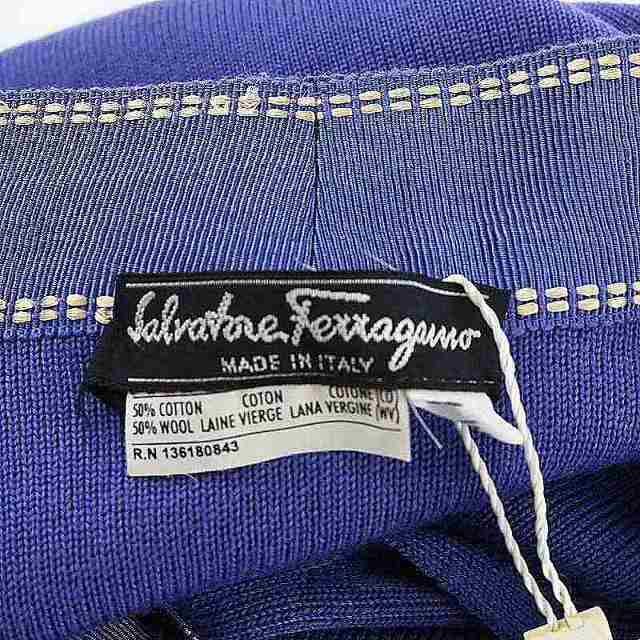 Salvatore Ferragamo
MADE IN ITALY
50% COTTON COTON COTONE (CO)
50% WOOL LAINE VIERGE LANA VERGINE (WV)
R.N 136180843